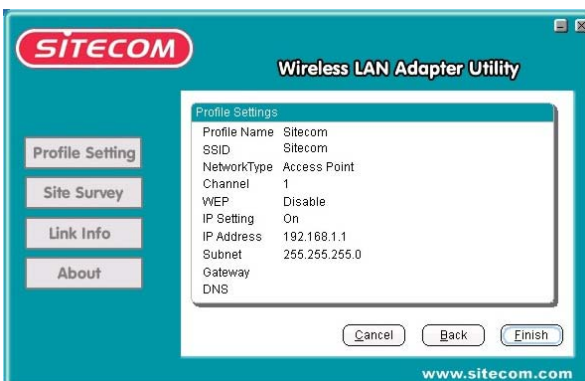 SITECOM
Wireless LAN Adapter Utility
Profile Setting
Site Survey
Link Info
About
Profile Settings
Profile Name Sitecom
SSID Sitecom
NetworkType Access Point
Channel 1
WEP Disable
IP Setting On
IP Address 192.168.1.1
Subnet 255.255.255.0
Gateway
DNS
Cancel Back Finish
www.sitecom.com